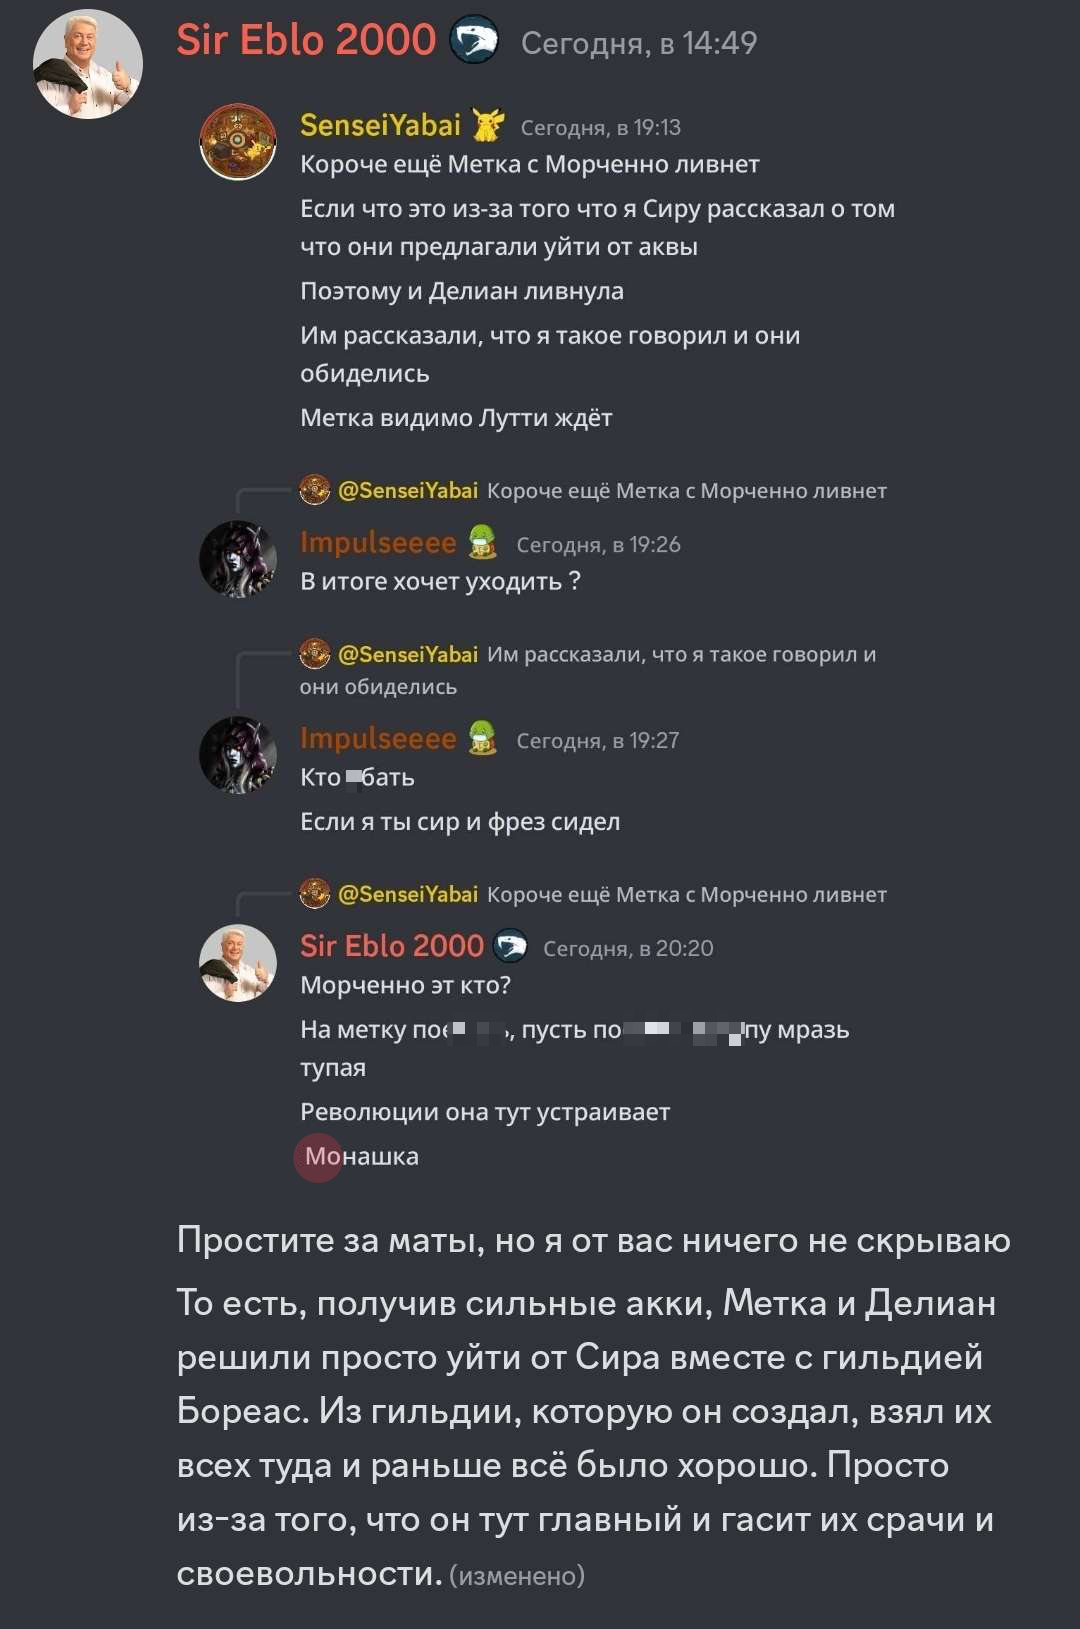 Sir Eblo 2000 Сегодня, в 14:49
SenseiYabai Сегодня, в 19:13
Короче ещё Метка с Морченно ливнет
Если что это из-за того что я Сиру рассказал о том
что они предлагали уйти от аквы
Поэтому и Делиан ливнула
Им рассказали, что я такое говорил и они
обиделись
Метка видимо Лутти ждёт
@SenseiYabai Короче ещё Метка с Морченно ливнет
Impulseeee Сегодня, в 19:26
В итоге хочет уходить ?
@SenseiYabai Им рассказали, что я такое говорил и
они обиделись
Impulseeee Сегодня, в 19:27
Кто бать
Если я ты сир и фрез сидел
@SenseiYabai Короче ещё Метка с Морченно ливнет
Sir Eblo 2000 Сегодня, в 20:20
Морченно эт кто?
На метку , пусть мразь
тупая
Революции она тут устраивает
Монашка
Простите за маты, но я от вас ничего не скрываю
То есть, получив сильные акки, Метка и Делиан
решили просто уйти от Сира вместе с гильдией
Бореас. Из гильдии, которую он создал, взял их
всех туда и раньше всё было хорошо. Просто
из-за того, что он тут главный и гасит их срачи и
своевольности. (изменено)